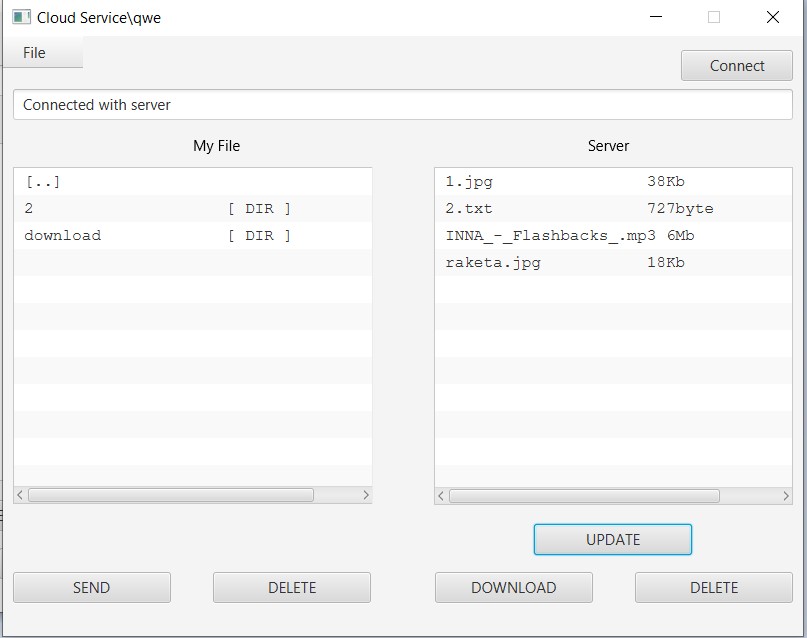 Cloud Service\qwe
File
Connect
Connected with server
My File
Server
[..]
2 [ DIR ]
download [ DIR ]
1.jpg 38Kb
2.txt 727byte
INNA_-_Flashbacks_.mp3 6Mb
raketa.jpg 18Kb
UPDATE
SEND
DELETE
DOWNLOAD
DELETE